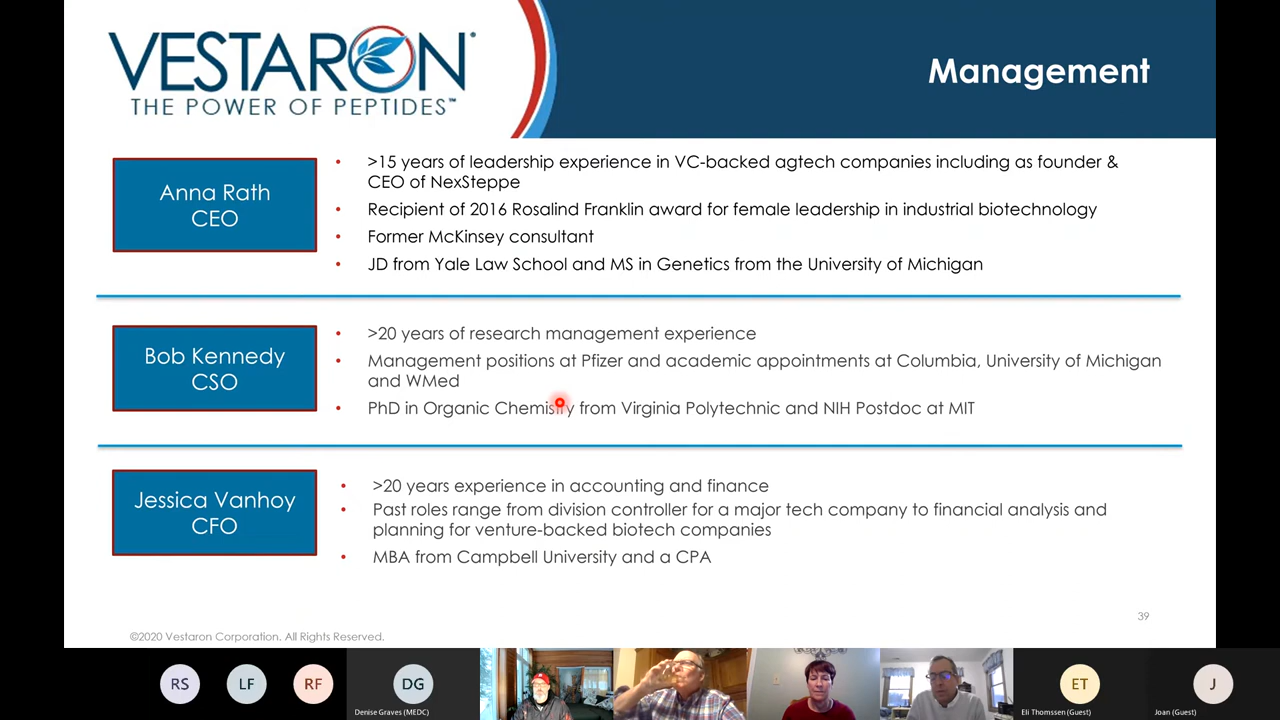 VESTARON®
THE POWER OF PEPTIDES™
Management
Anna Rath
CEO
• >15 years of leadership experience in VC-backed agtech companies including as founder &
CEO of NexSteppe
• Recipient of 2016 Rosalind Franklin award for female leadership in industrial biotechnology
• Former McKinsey consultant
• JD from Yale Law School and MS in Genetics from the University of Michigan
Bob Kennedy
CSO
• >20 years of research management experience
• Management positions at Pfizer and academic appointments at Columbia, University of Michigan
and WMed
• PhD in Organic Chemistry from Virginia Polytechnic and NIH Postdoc at MIT
Jessica Vanhoy
CFO
• >20 years experience in accounting and finance
• Past roles range from division controller for a major tech company to financial analysis and
planning for venture-backed biotech companies
• MBA from Campbell University and a CPA
39
©2020 Vestaron Corporation. All Rights Reserved.
RS
LF
RF
DG
ET
J
Denise Graves (MEDC)
Eli Thomssen (Guest)
Joan (Guest)